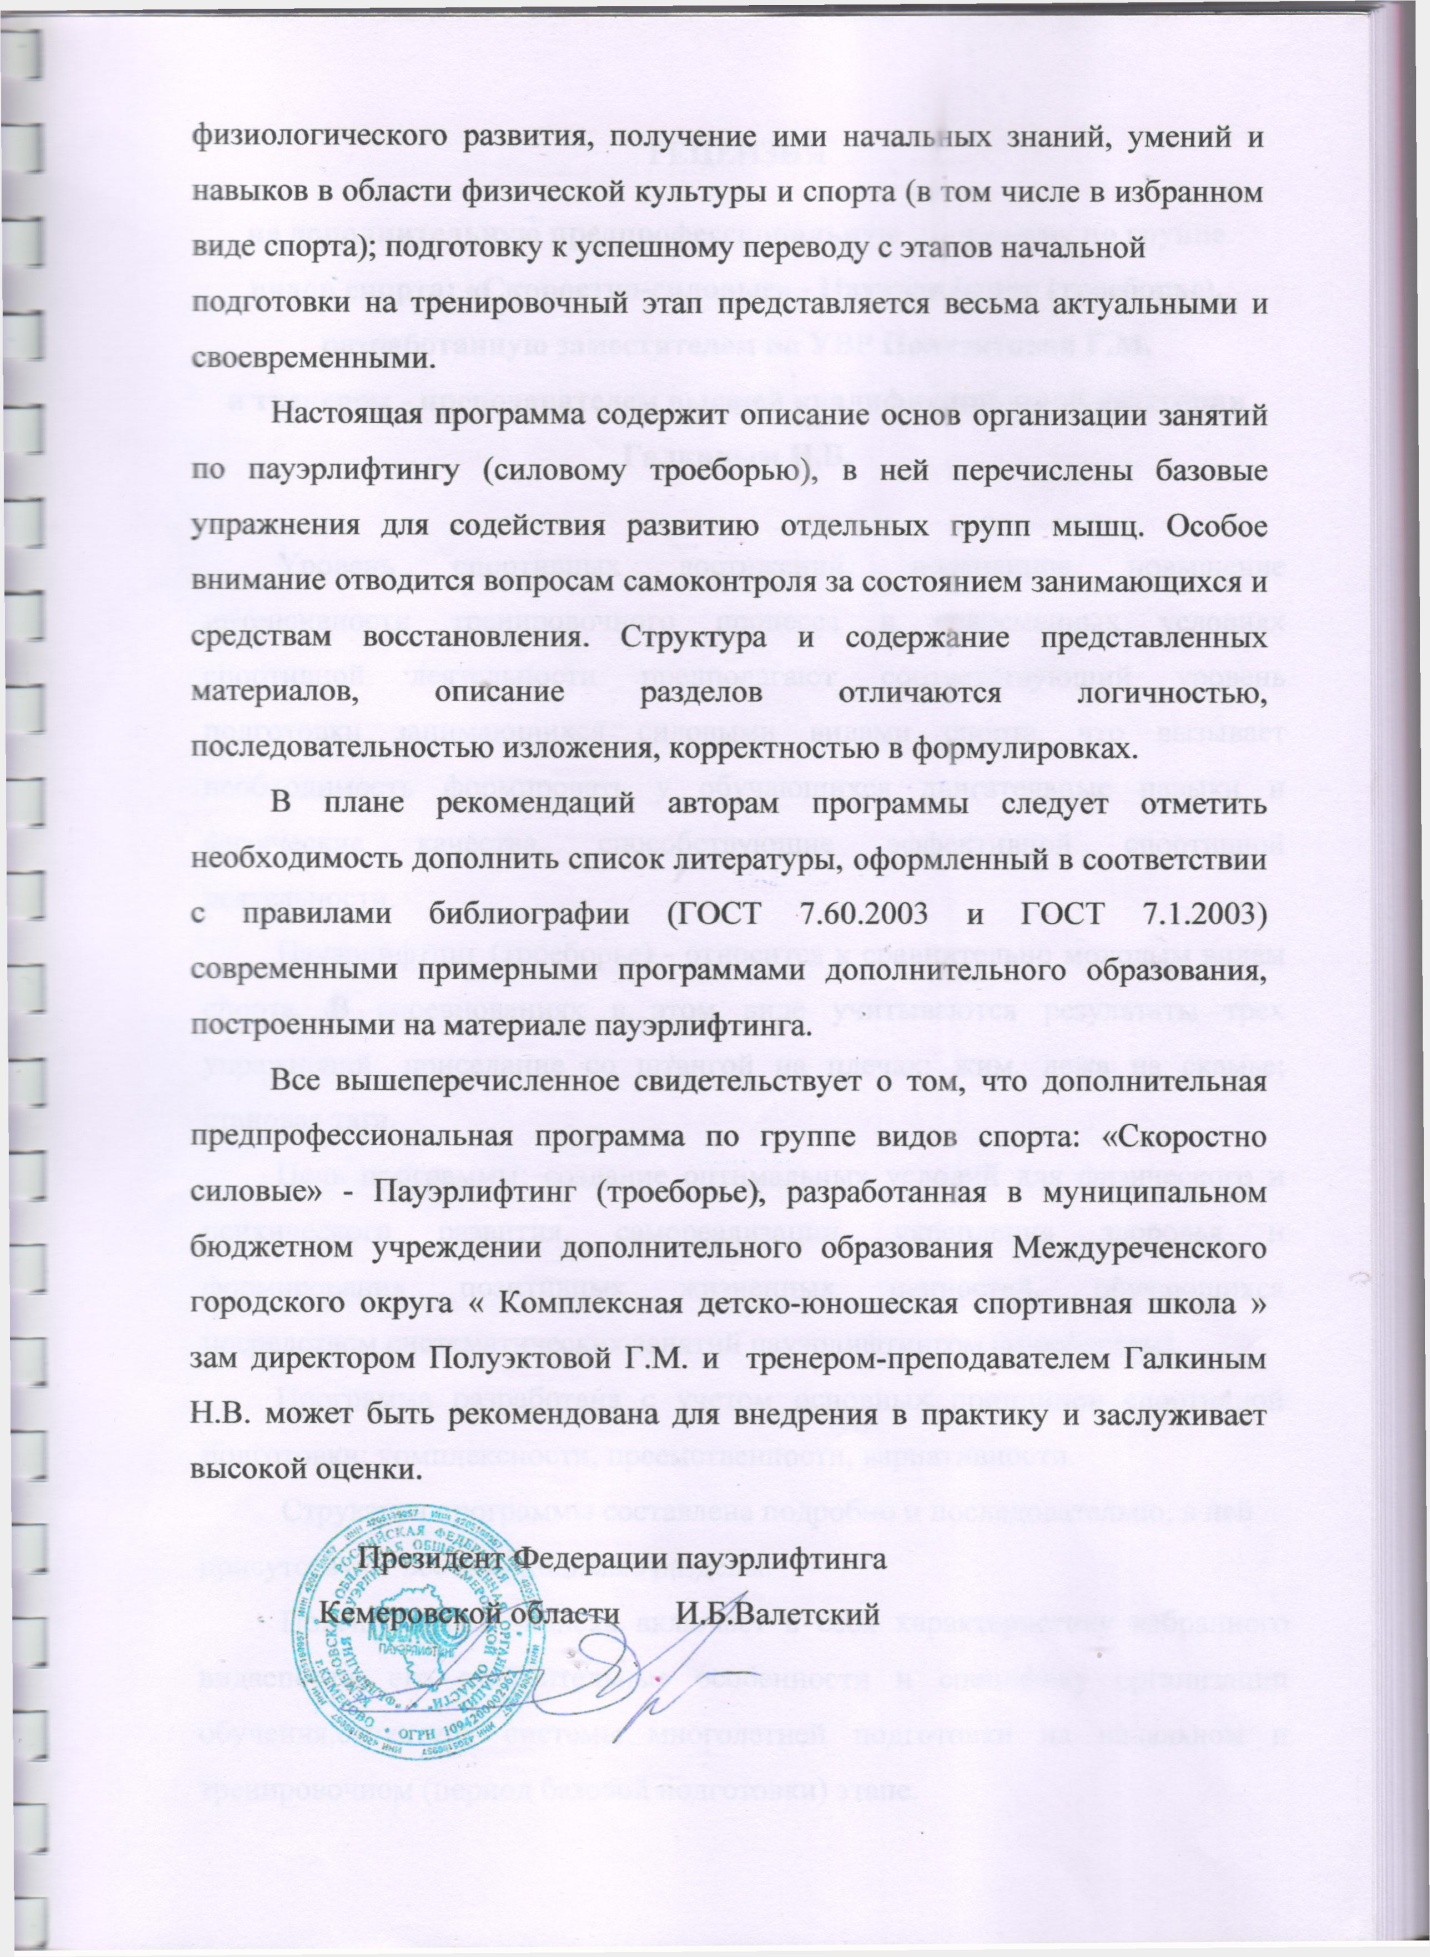 физиологического развития, получение ими начальных знаний, умений и
навыков в области физической культуры и спорта (в том числе в избранном
виде спорта); подготовку к успешному переводу с этапов начальной
подготовки на тренировочный этап представляется весьма актуальными и
своевременными.
Настоящая программа содержит описание основ организации занятий
по пауэрлифтингу (силовому троеборью), в ней перечислены базовые
упражнения для содействия развитию отдельных групп мышц. Особое
внимание отводится вопросам самоконтроля за состоянием занимающихся и
средствам восстановления. Структура и содержание представленных
материалов, описание разделов отличаются логичностью,
последовательностью изложения, корректностью в формулировках.
В плане рекомендаций авторам программы следует отметить
необходимость дополнить список литературы, оформленный в соответствии
с правилами библиографии (ГОСТ 7.60.2003 и ГОСТ 7.1.2003)
современными примерными программами дополнительного образования,
построенными на материале пауэрлифтинга.
Все вышеперечисленное свидетельствует о том, что дополнительная
предпрофессиональная программа по группе видов спорта: «Скоростно
силовые» - Пауэрлифтинг (троеборье), разработанная в муниципальном
бюджетном учреждении дополнительного образования Междуреченского
городского округа « Комплексная детско-юношеская спортивная школа »
зам директором Полуэктовой Г.М. и тренером-преподавателем Галкиным
Н.В. может быть рекомендована для внедрения в практику и заслуживает
высокой оценки.
Президент Федерации пауэрлифтинга
Кемеровской области И.Б.Валетский
РОССИЙСКАЯ ФЕДЕРАЦИЯ
г.КЕМЕРОВО
ПАУЭРЛИФТИНГ